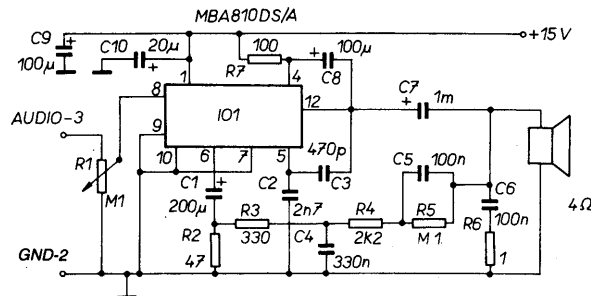 MBA810DS/A
C9
100µ
C10
20µ
+15V
100
R7
C8
100µ
1
4
8
12
9
IO1
10
6
7
5
AUDIO-3
R1
M1
C7
1m
470p
C3
C1
200µ
C2
2n7
C5
100n
R5
M1
C6
100n
R3
330
C4
330n
R4
2K2
R6
1
R2
47
4Ω
GND-2